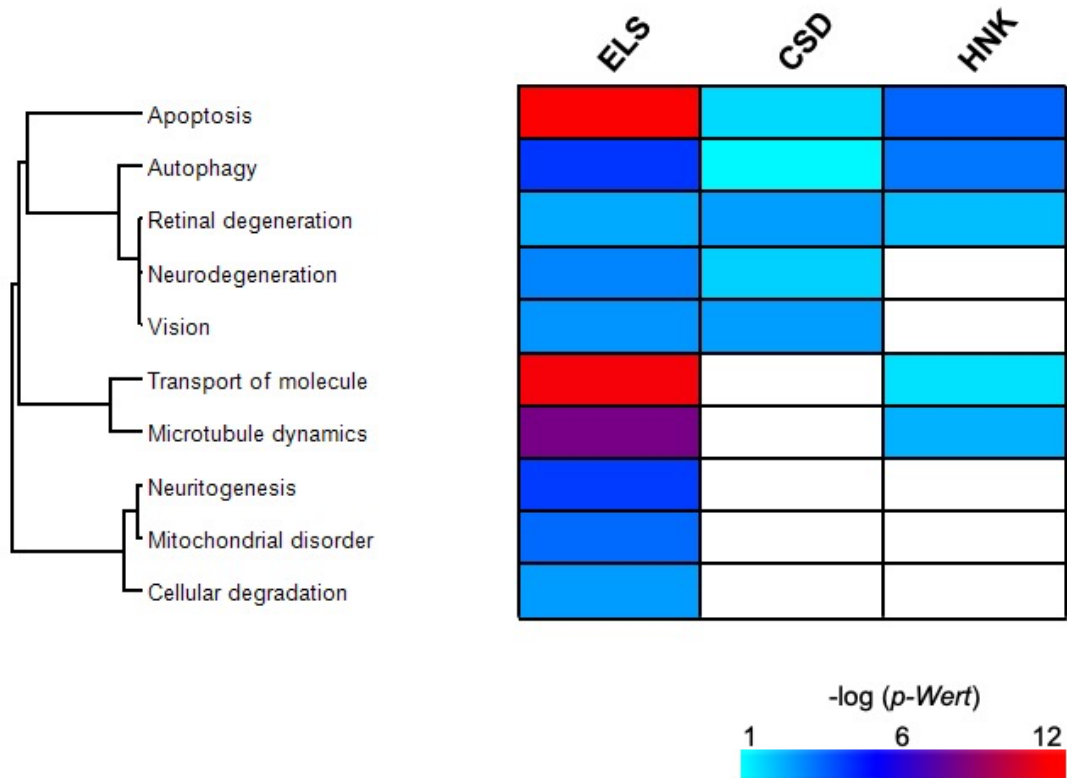 ELS CSD HNK
Apoptosis
Autophagy
Retinal degeneration
Neurodegeneration
Vision
Transport of molecule
Microtubule dynamics
Neuritogenesis
Mitochondrial disorder
Cellular degradation
-log (p-Wert)
1 6 12